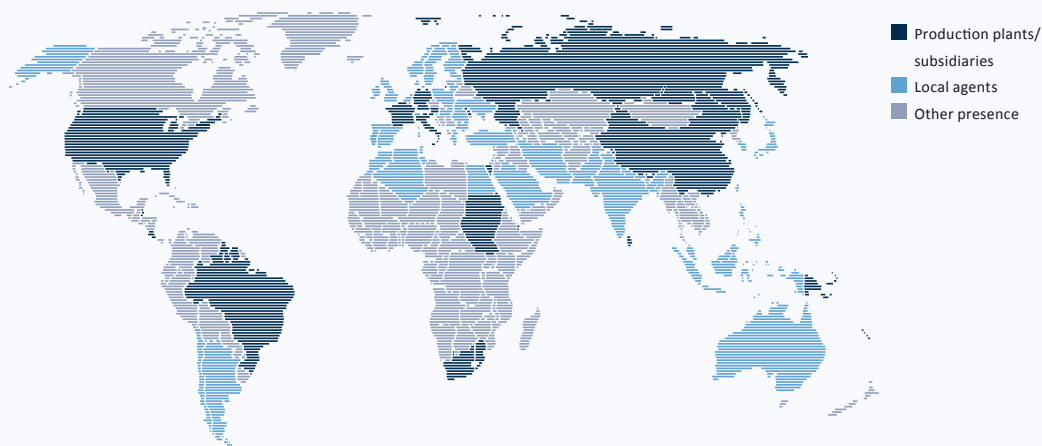 Production plants/
subsidiaries
Local agents
Other presence